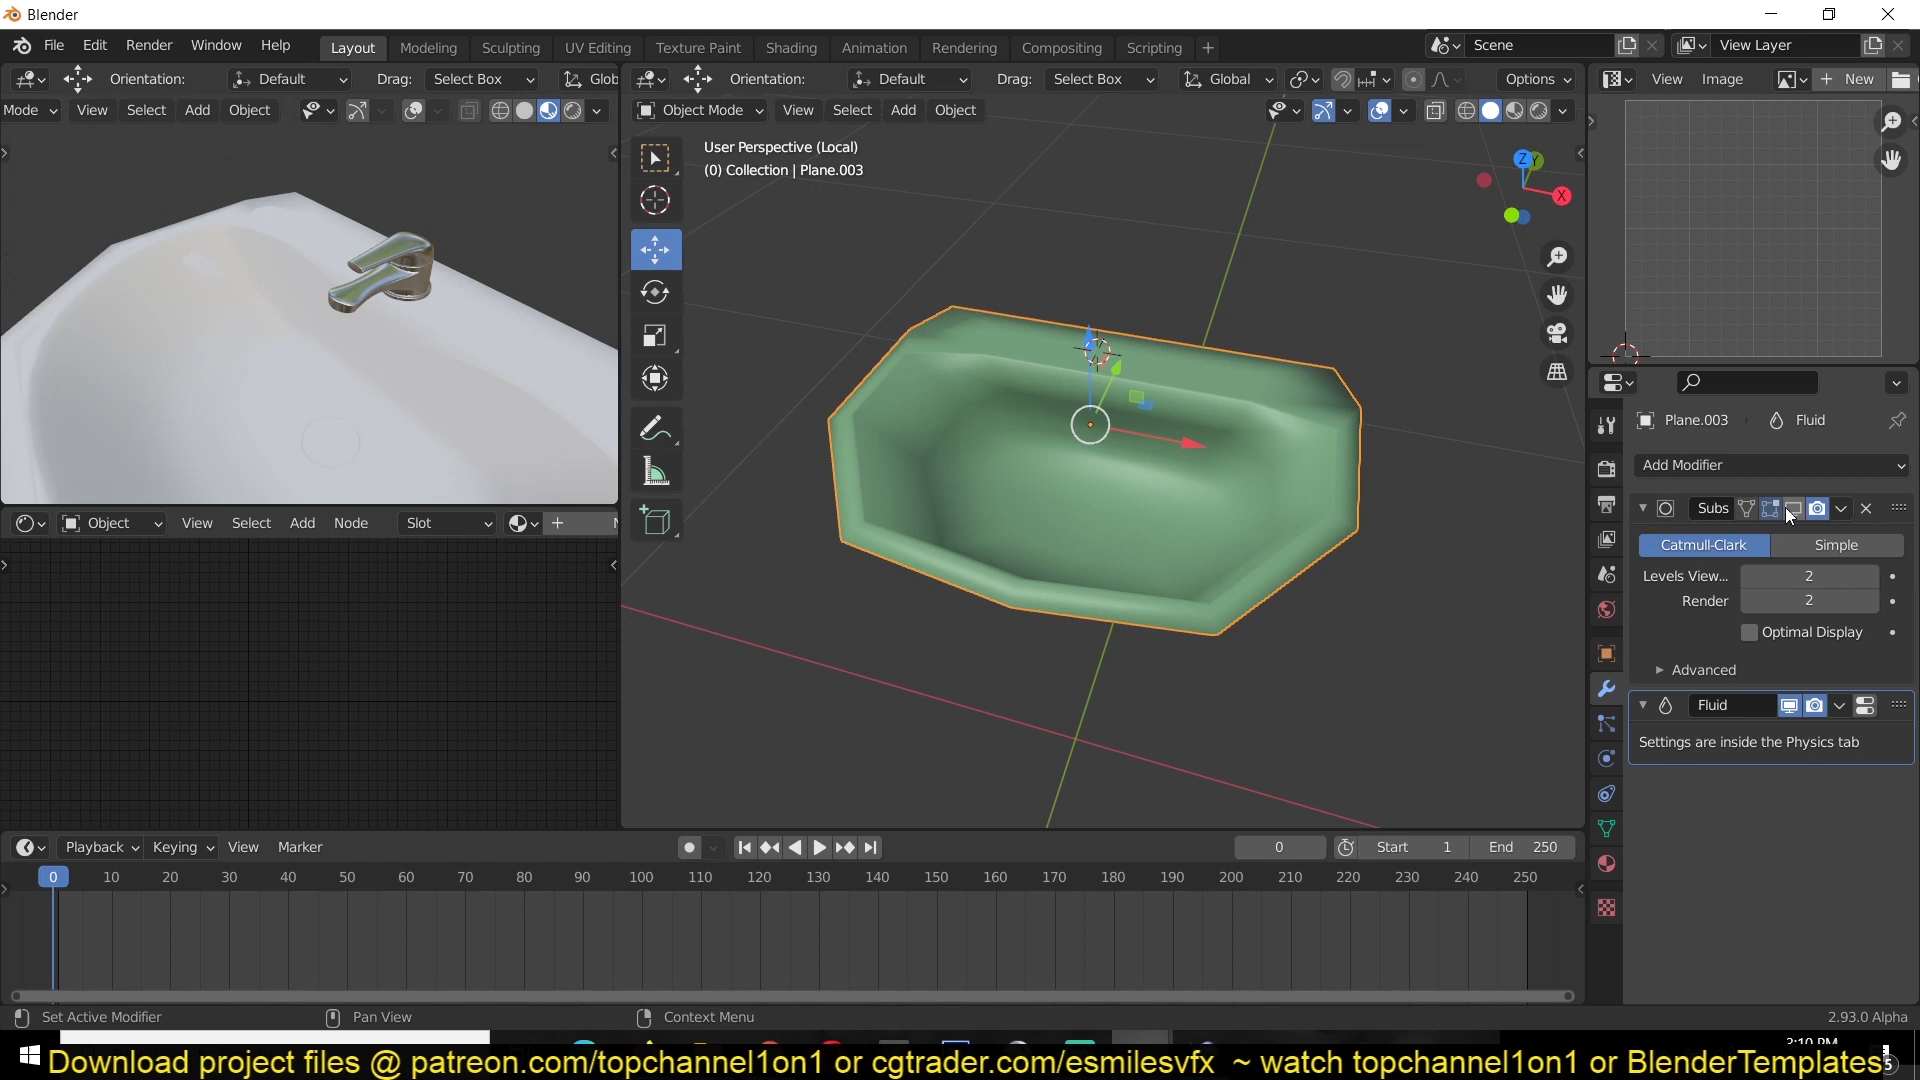 Blender
File Edit Render Window Help Layout Modeling Sculpting UV Editing Texture Paint Shading Animation Rendering Compositing Scripting + Scene View Layer
Orientation: Default Drag: Select Box Glob
Orientation: Default Drag: Select Box Global Options
View Image + New
Mode View Select Add Object
Object Mode View Select Add Object
User Perspective (Local)
(0) Collection | Plane.003
Z Y
X
Plane.003 Fluid
Add Modifier
Subs
Catmull-Clark Simple
Levels View... 2
Render 2
Optimal Display
Advanced
Fluid
Settings are inside the Physics tab
Object View Select Add Node Slot +
Playback Keying View Marker 0 Start 1 End 250
0 10 20 30 40 50 60 70 80 90 100 110 120 130 140 150 160 170 180 190 200 210 220 230 240 250
Set Active Modifier Pan View Context Menu 2.93.0 Alpha
3:10 PM
Download project files @ patreon.com/topchannel1on1 or cgtrader.com/esmilesvfx ~ watch topchannel1on1 or BlenderTemplates
5